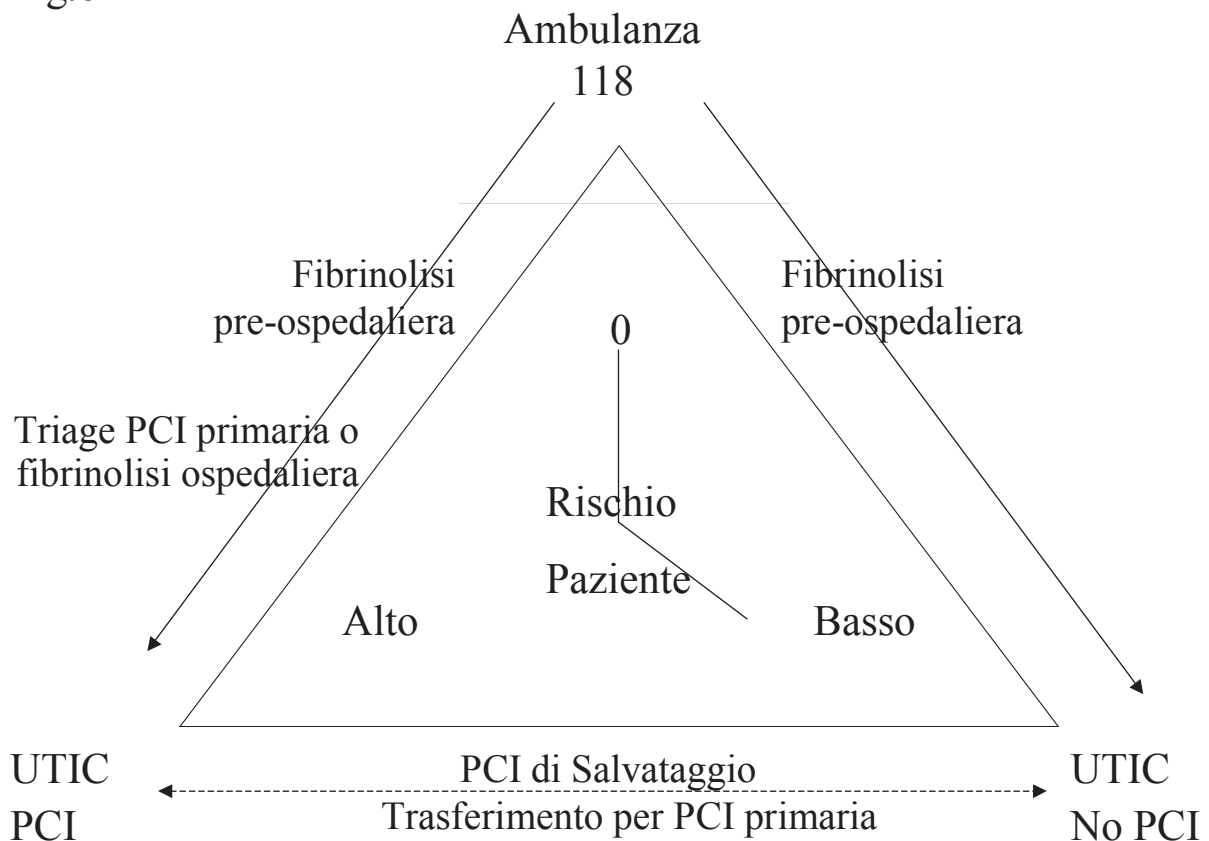 Ambulanza
118
Fibrinolisi
pre-ospedaliera
Fibrinolisi
pre-ospedaliera
0
Triage PCI primaria o
fibrinolisi ospedaliera
Rischio
Paziente
Alto
Basso
UTIC
PCI
PCI di Salvataggio
Trasferimento per PCI primaria
UTIC
No PCI